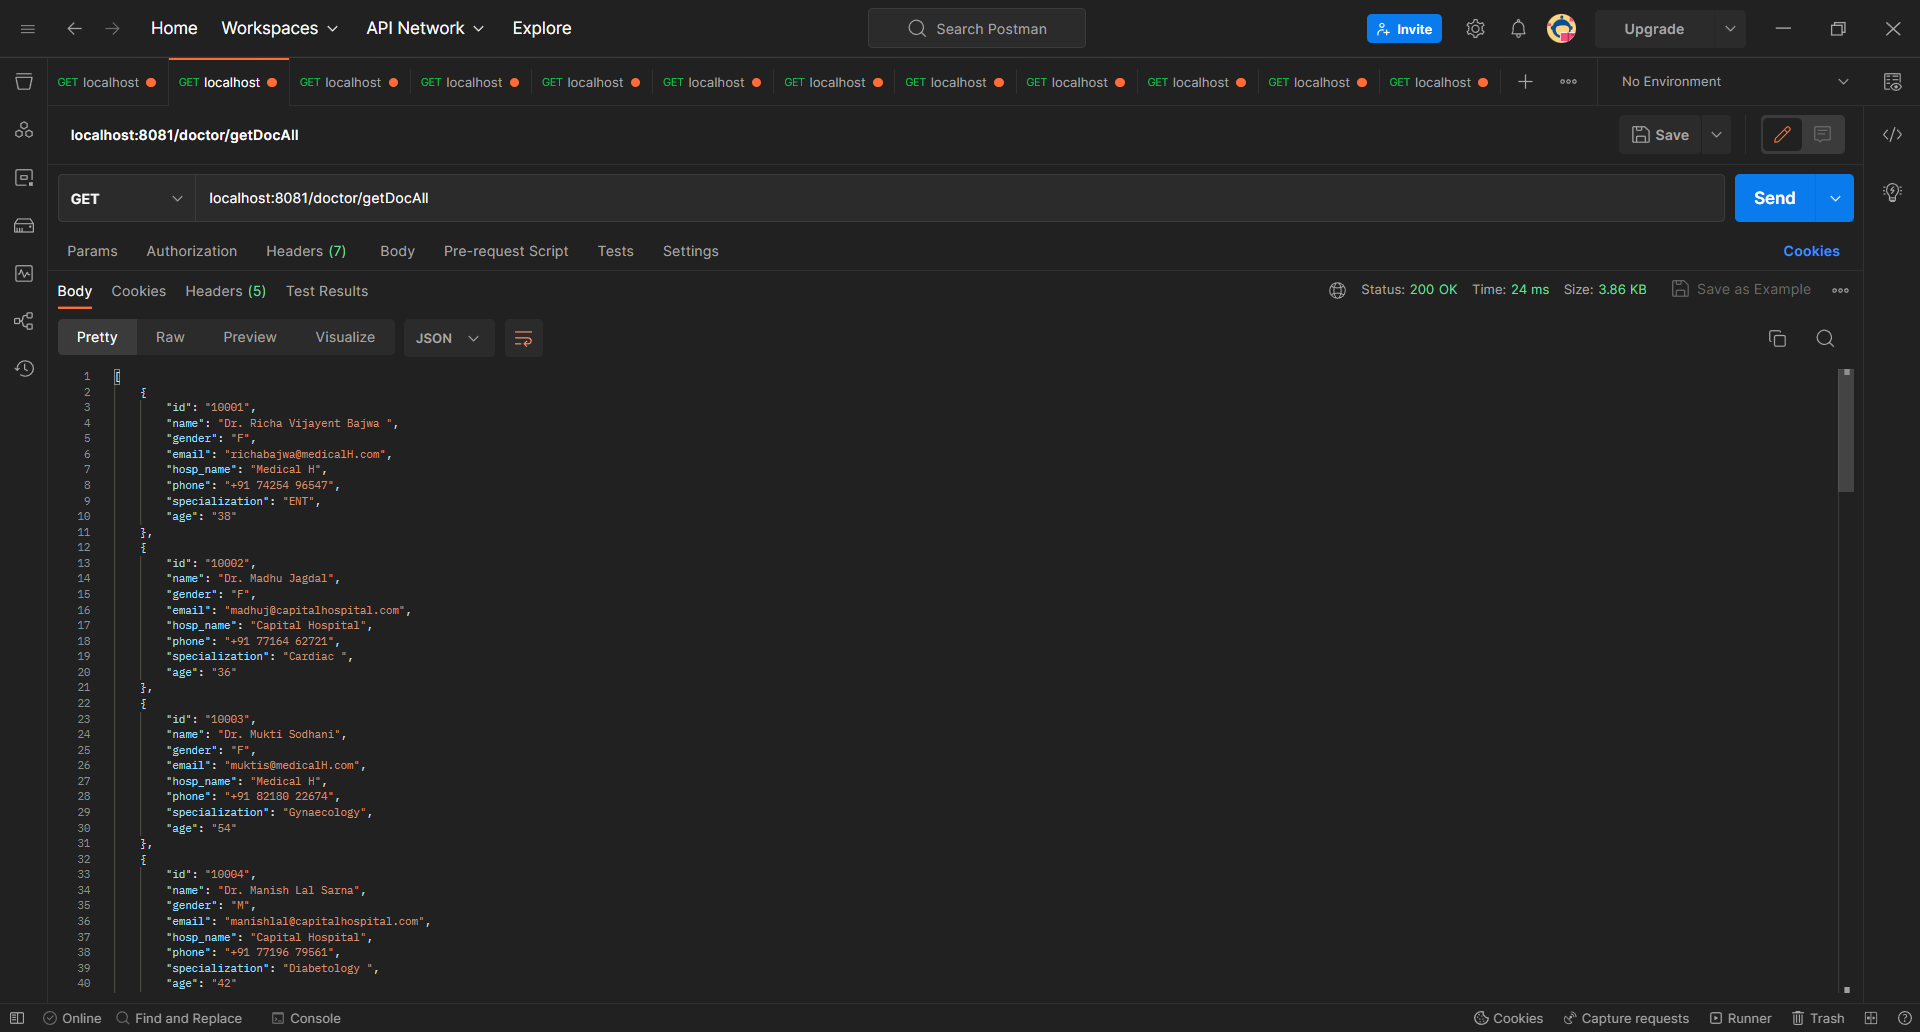 Home Workspaces API Network Explore Search Postman Invite Upgrade
GET localhost GET localhost GET localhost GET localhost GET localhost GET localhost GET localhost GET localhost GET localhost GET localhost GET localhost GET localhost No Environment
localhost:8081/doctor/getDocAll Save
GET localhost:8081/doctor/getDocAll Send
Params Authorization Headers (7) Body Pre-request Script Tests Settings Cookies
Body Cookies Headers (5) Test Results Status: 200 OK Time: 24 ms Size: 3.86 KB Save as Example
Pretty Raw Preview Visualize JSON
1 [
2 {
3 "id": "10001",
4 "name": "Dr. Richa Vijayent Bajwa ",
5 "gender": "F",
6 "email": "richabajwa@medicalH.com",
7 "hosp_name": "Medical H",
8 "phone": "+91 74254 96547",
9 "specialization": "ENT",
10 "age": "38"
11 },
12 {
13 "id": "10002",
14 "name": "Dr. Madhu Jagdal",
15 "gender": "F",
16 "email": "madhuj@capitalhospital.com",
17 "hosp_name": "Capital Hospital",
18 "phone": "+91 77164 62721",
19 "specialization": "Cardiac ",
20 "age": "36"
21 },
22 {
23 "id": "10003",
24 "name": "Dr. Mukti Sodhani",
25 "gender": "F",
26 "email": "muktis@medicalH.com",
27 "hosp_name": "Medical H",
28 "phone": "+91 82180 22674",
29 "specialization": "Gynaecology",
30 "age": "54"
31 },
32 {
33 "id": "10004",
34 "name": "Dr. Manish Lal Sarna",
35 "gender": "M",
36 "email": "manishlal@capitalhospital.com",
37 "hosp_name": "Capital Hospital",
38 "phone": "+91 77196 79561",
39 "specialization": "Diabetology ",
40 "age": "42"
Online Find and Replace Console Cookies Capture requests Runner Trash